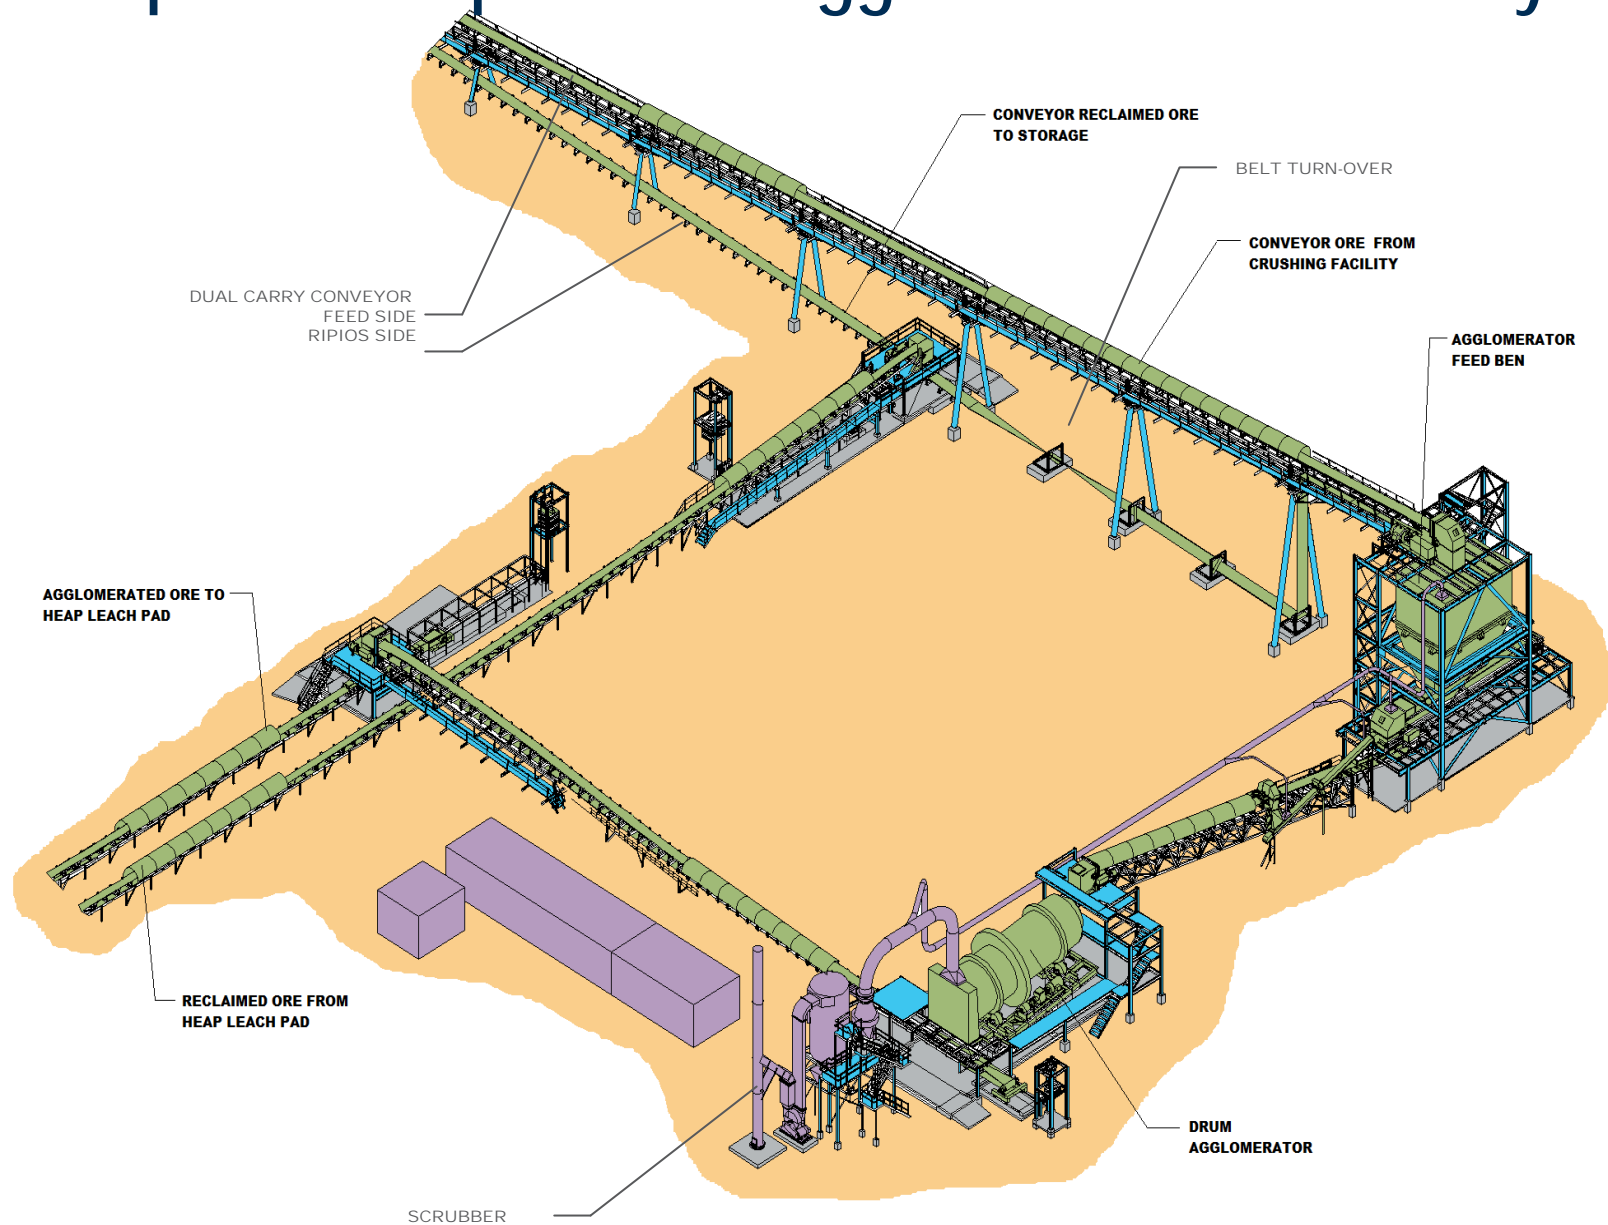 CONVEYOR RECLAIMED ORE
TO STORAGE
BELT TURN-OVER
CONVEYOR ORE FROM
CRUSHING FACILITY
DUAL CARRY CONVEYOR
FEED SIDE
RIPIOS SIDE
AGGLOMERATOR
FEED BEN
AGGLOMERATED ORE TO
HEAP LEACH PAD
RECLAIMED ORE FROM
HEAP LEACH PAD
DRUM
AGGLOMERATOR
SCRUBBER